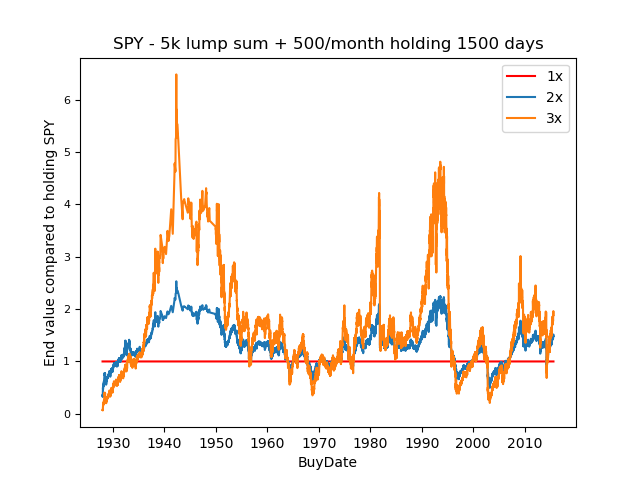 SPY - 5k lump sum + 500/month holding 1500 days
1x
2x
3x
End value compared to holding SPY
6
5
4
3
2
1
0
1930 1940 1950 1960 1970 1980 1990 2000 2010
BuyDate